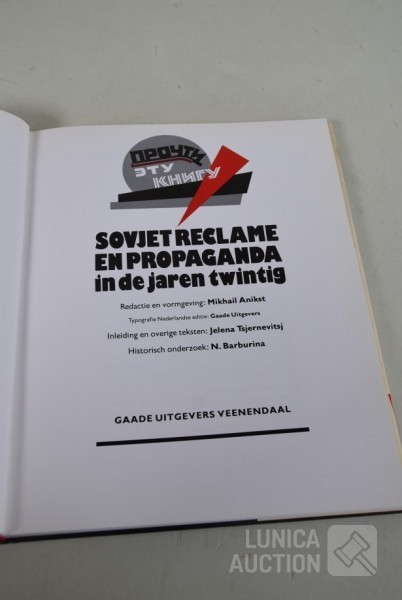 ПРОЧТИ
ЭТУ
КНИГУ
SOVJET RECLAME
EN PROPAGANDA
in de jaren twintig
Redactie en vormgeving: Mikhail Anikst
Typografie Nederlandse editie: Gaade Uitgevers
Inleiding en overige teksten: Jelena Tsjernevitsj
Historisch onderzoek: N. Barburina
GAADE UITGEVERS VEENENDAAL
LUNICA
AUCTION